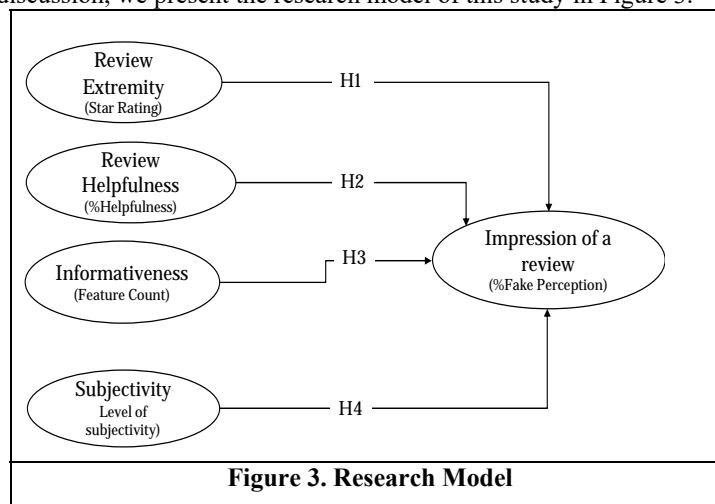 discussion, we present the research model of this study in Figure 3.
Review
Extremity
(Star Rating)
H1
Review
Helpfulness
(%Helpfulness)
H2
Informativeness
(Feature Count)
H3
Impression of a
review
(%Fake Perception)
Subjectivity
Level of
subjectivity)
H4
Figure 3. Research Model